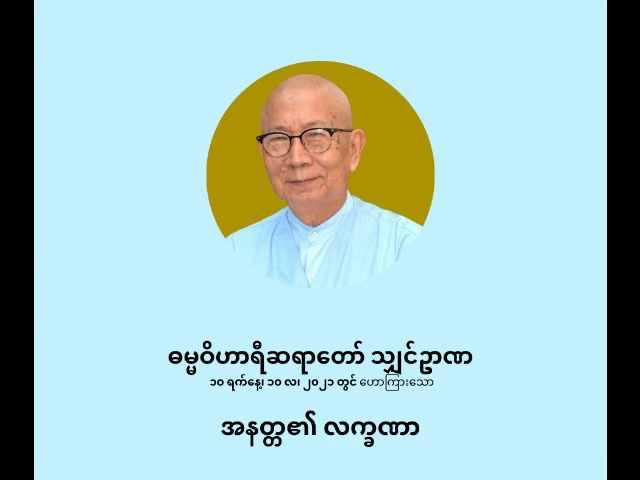 ဓမ္မဝိဟာရီဆရာတော် သျှင်ဥာဏ
၁၀ ရက်နေ့၊ ၁၀ လ၊ ၂၀၂၁ တွင် ဟောကြားသော
အနတ္တ၏ လက္ခဏာ